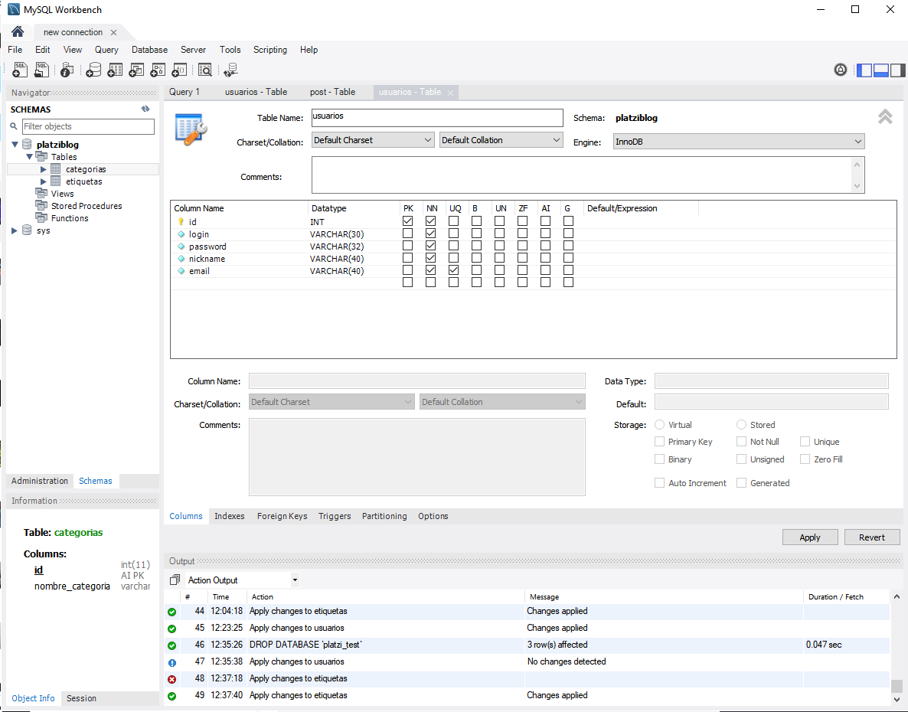 MySQL Workbench
new connection
File Edit View Query Database Server Tools Scripting Help
Navigator
SCHEMAS
Filter objects
platziblog
Tables
categorias
etiquetas
Views
Stored Procedures
Functions
sys
Administration Schemas
Information
Table: categorias
Columns:
id int(11)
AI PK
nombre_categoria varchar
Object Info Session
Query 1 usuarios - Table post - Table usuarios - Table
Table Name: usuarios Schema: platziblog
Charset/Collation: Default Charset Default Collation Engine: InnoDB
Comments:
Column Name Datatype PK NN UQ B UN ZF AI G Default/Expression
id INT
login VARCHAR(30)
password VARCHAR(32)
nickname VARCHAR(40)
email VARCHAR(40)
Column Name: Data Type:
Charset/Collation: Default Charset Default Collation Default:
Comments: Storage: Virtual Stored
Primary Key Not Null Unique
Binary Unsigned Zero Fill
Auto Increment Generated
Columns Indexes Foreign Keys Triggers Partitioning Options
Apply Revert
Output
Action Output
# Time Action Message Duration / Fetch
44 12:04:18 Apply changes to etiquetas Changes applied
45 12:23:25 Apply changes to usuarios Changes applied
46 12:35:26 DROP DATABASE `platzi_test` 3 row(s) affected 0.047 sec
47 12:35:38 Apply changes to usuarios No changes detected
48 12:37:18 Apply changes to etiquetas
49 12:37:40 Apply changes to etiquetas Changes applied